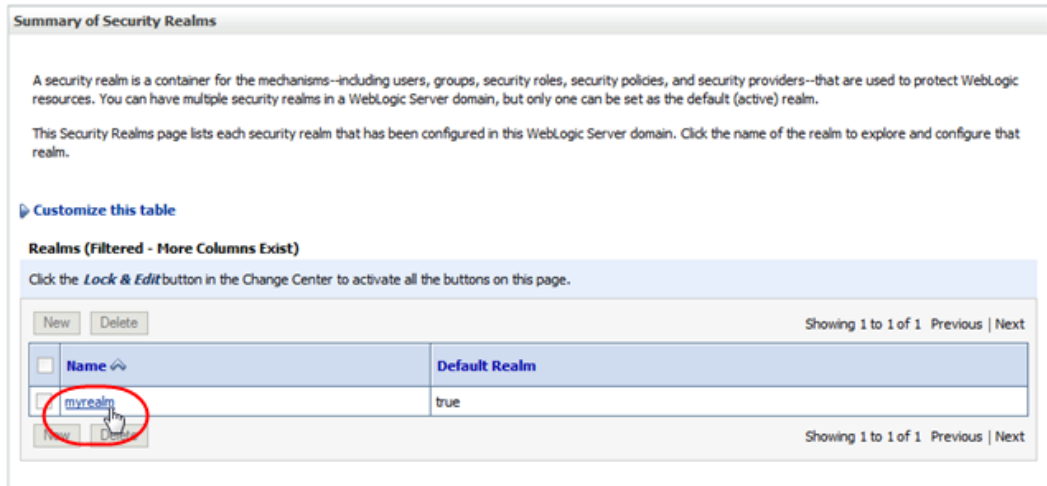 Summary of Security Realms
A security realm is a container for the mechanisms--including users, groups, security roles, security policies, and security providers--that are used to protect WebLogic
resources. You can have multiple security realms in a WebLogic Server domain, but only one can be set as the default (active) realm.
This Security Realms page lists each security realm that has been configured in this WebLogic Server domain. Click the name of the realm to explore and configure that
realm.
Customize this table
Realms (Filtered - More Columns Exist)
Click the Lock & Edit button in the Change Center to activate all the buttons on this page.
New Delete Showing 1 to 1 of 1 Previous | Next
Name Default Realm
myrealm true
New Delete Showing 1 to 1 of 1 Previous | Next